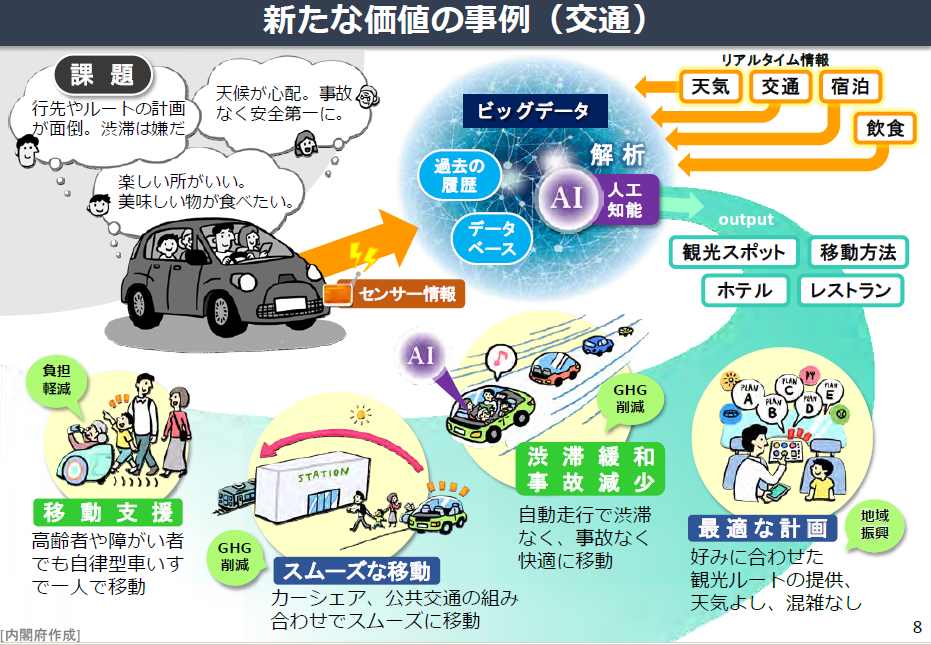 新たな価値の事例（交通）
課 題
行先やルートの計画
が面倒。渋滞は嫌だ
天候が心配。事故
なく安全第一に。
楽しい所がいい。
美味しい物が食べたい。
センサー情報
ビッグデータ
過去の
履歴
データ
ベース
解 析
AI
人工
知能
リアルタイム情報
天気
交通
宿泊
飲食
output
観光スポット
移動方法
ホテル
レストラン
負担
軽減
移 動 支 援
高齢者や障がい者
でも自律型車いす
で一人で移動
STATION
GHG
削減
スムーズな移動
カーシェア、公共交通の組み
合わせでスムーズに移動
AI
GHG
削減
渋 滞 緩 和
事 故 減 少
自動走行で渋滞
なく、事故なく
快適に移動
PLAN
A
PLAN
B
PLAN
C
PLAN
D
PLAN
E
最適な計画
地域
振興
好みに合わせた
観光ルートの提供、
天気よし、混雑なし
[内閣府作成]
8